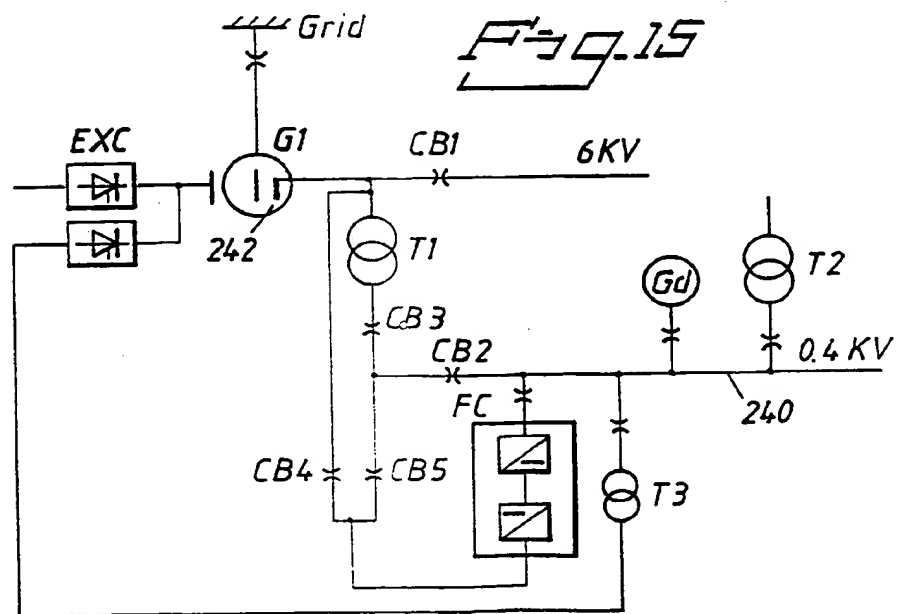 Grid
Fig.15
EXC
G1
CB1
6KV
242
T1
T2
Gd
CB3
CB2
0.4 KV
FC
240
CB4
CB5
T3